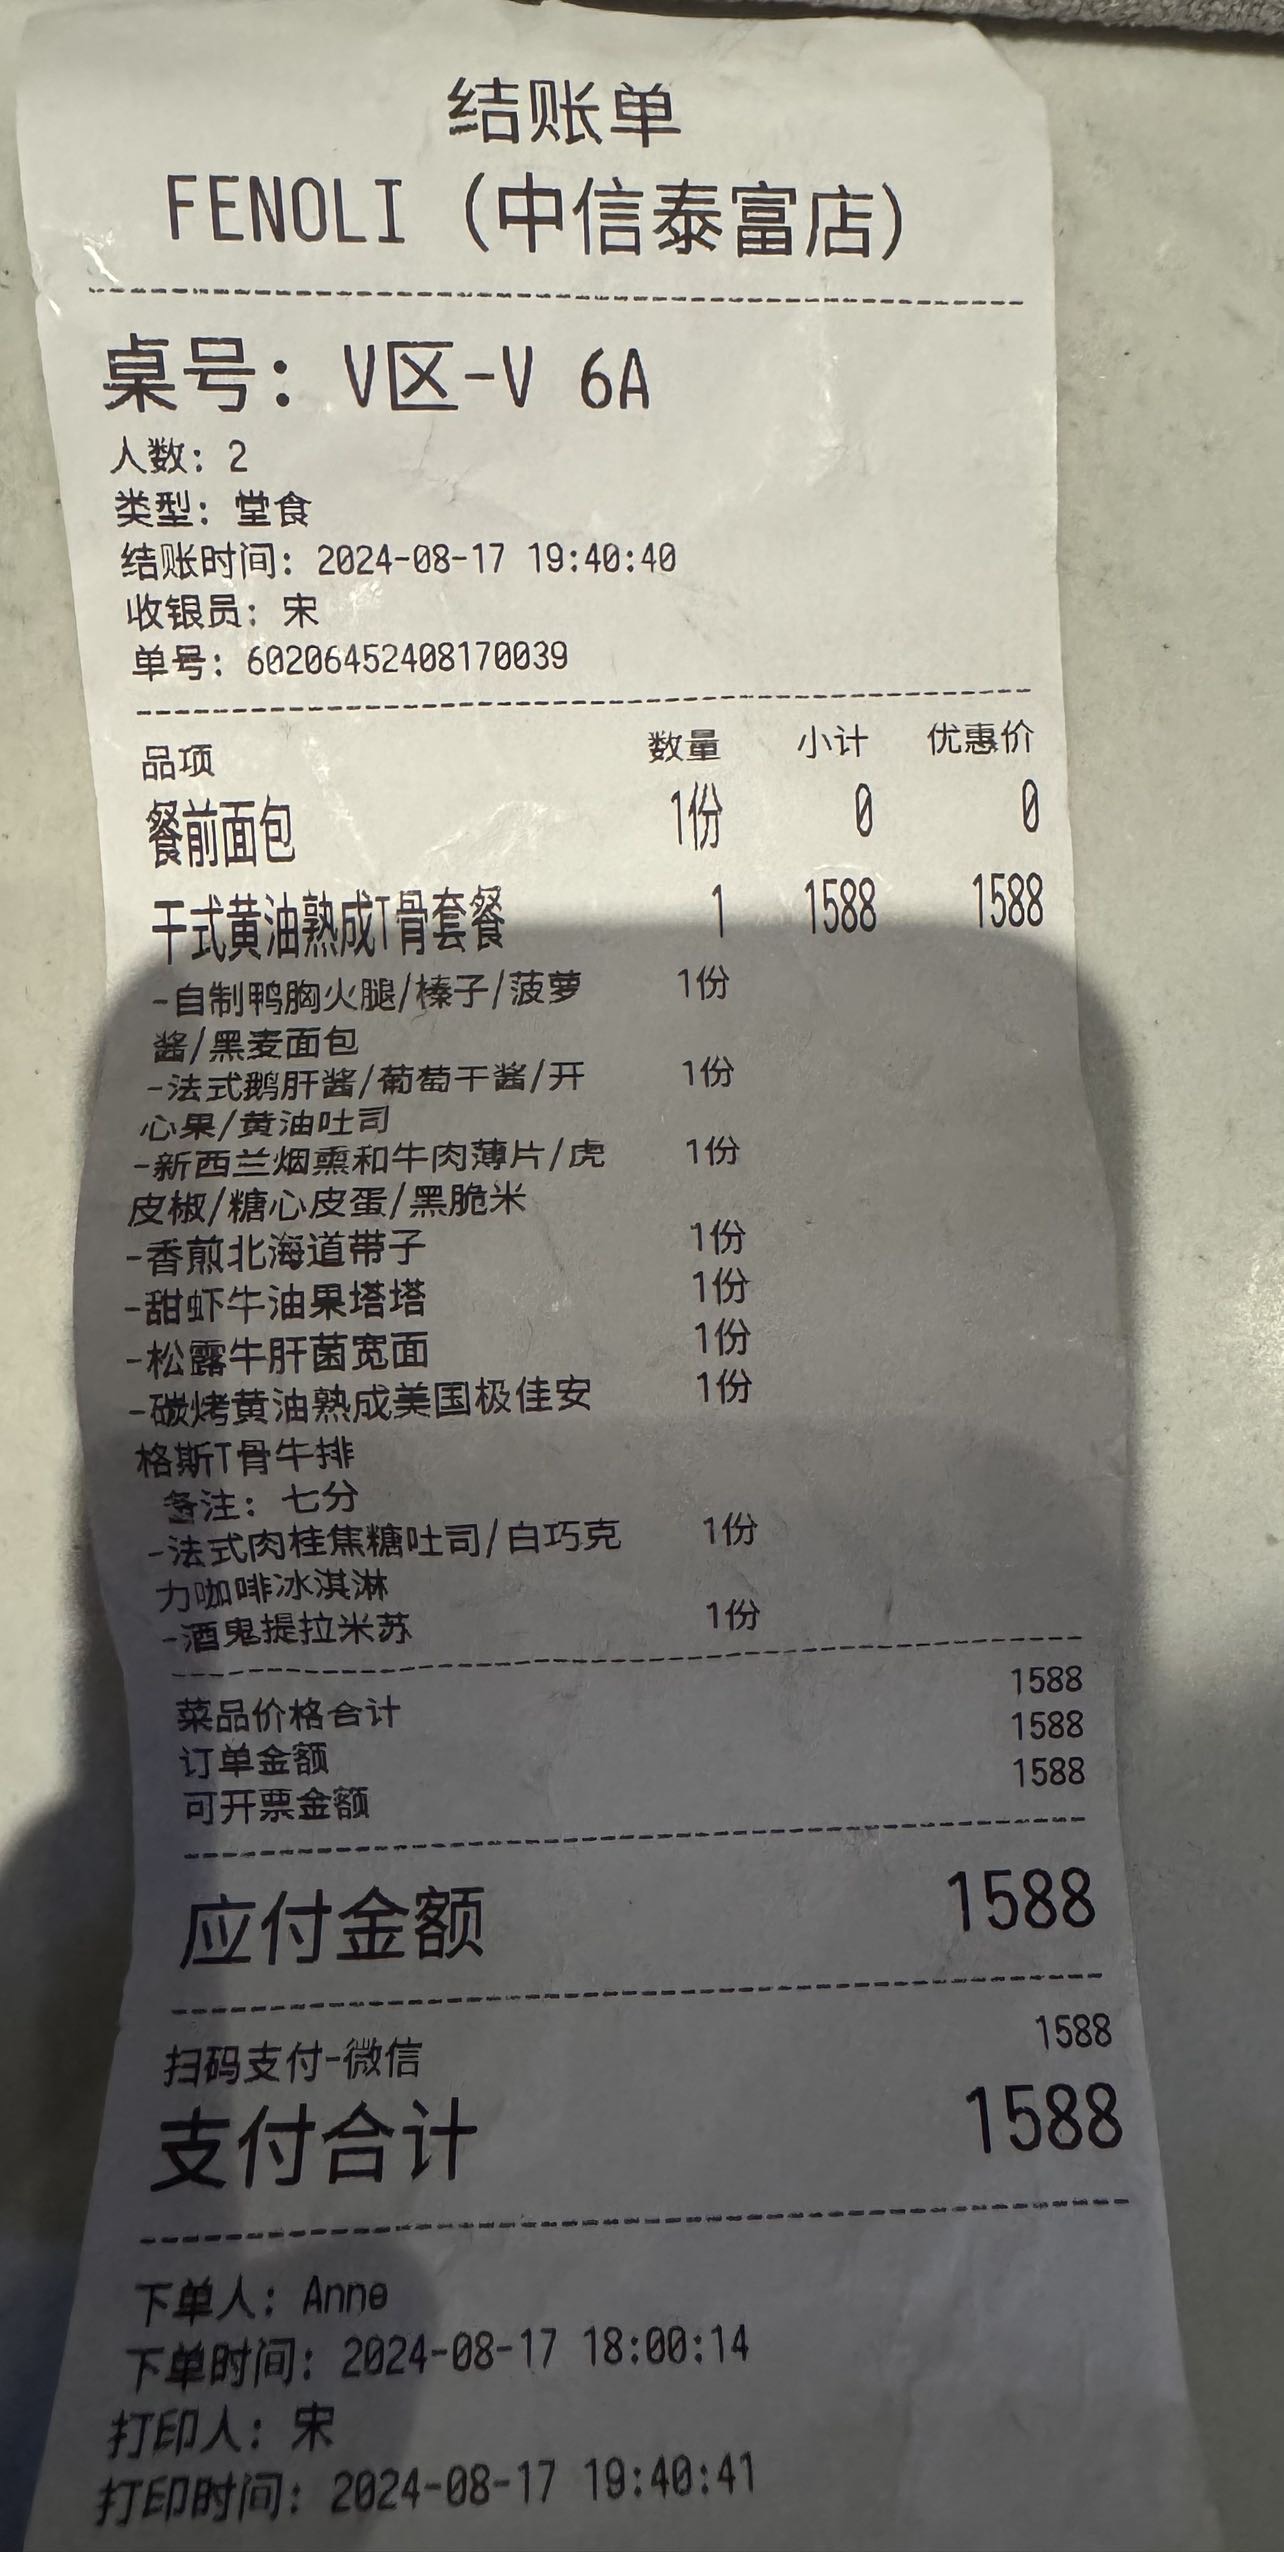 结账单
FENOLI (中信泰富店)
桌号: V区-V 6A
人数: 2
类型: 堂食
结账时间: 2024-08-17 19:40:40
收银员: 宋
单号: 602064524081​70039
品项 数量 小计 优惠价
餐前面包 1份 0 0
干式黄油熟成T骨套餐 1 1588 1588
-自制鸭胸火腿/榛子/菠萝 1份
酱/黑麦面包
-法式鹅肝酱/葡萄干酱/开 1份
心果/黄油吐司
-新西兰烟熏和牛肉薄片/虎 1份
皮椒/糖心皮蛋/黑脆米
-香煎北海道带子 1份
-甜虾牛油果塔塔 1份
-松露牛肝菌宽面 1份
-碳烤黄油熟成美国极佳安 1份
格斯T骨牛排
备注: 七分
-法式肉桂焦糖吐司/白巧克 1份
力咖啡冰淇淋
-酒鬼提拉米苏 1份
菜品价格合计 1588
订单金额 1588
可开票金额 1588
应付金额 1588
扫码支付-微信 1588
支付合计 1588
下单人: Anne
下单时间: 2024-08-17 18:00:14
打印人: 宋
打印时间: 2024-08-17 19:40:41